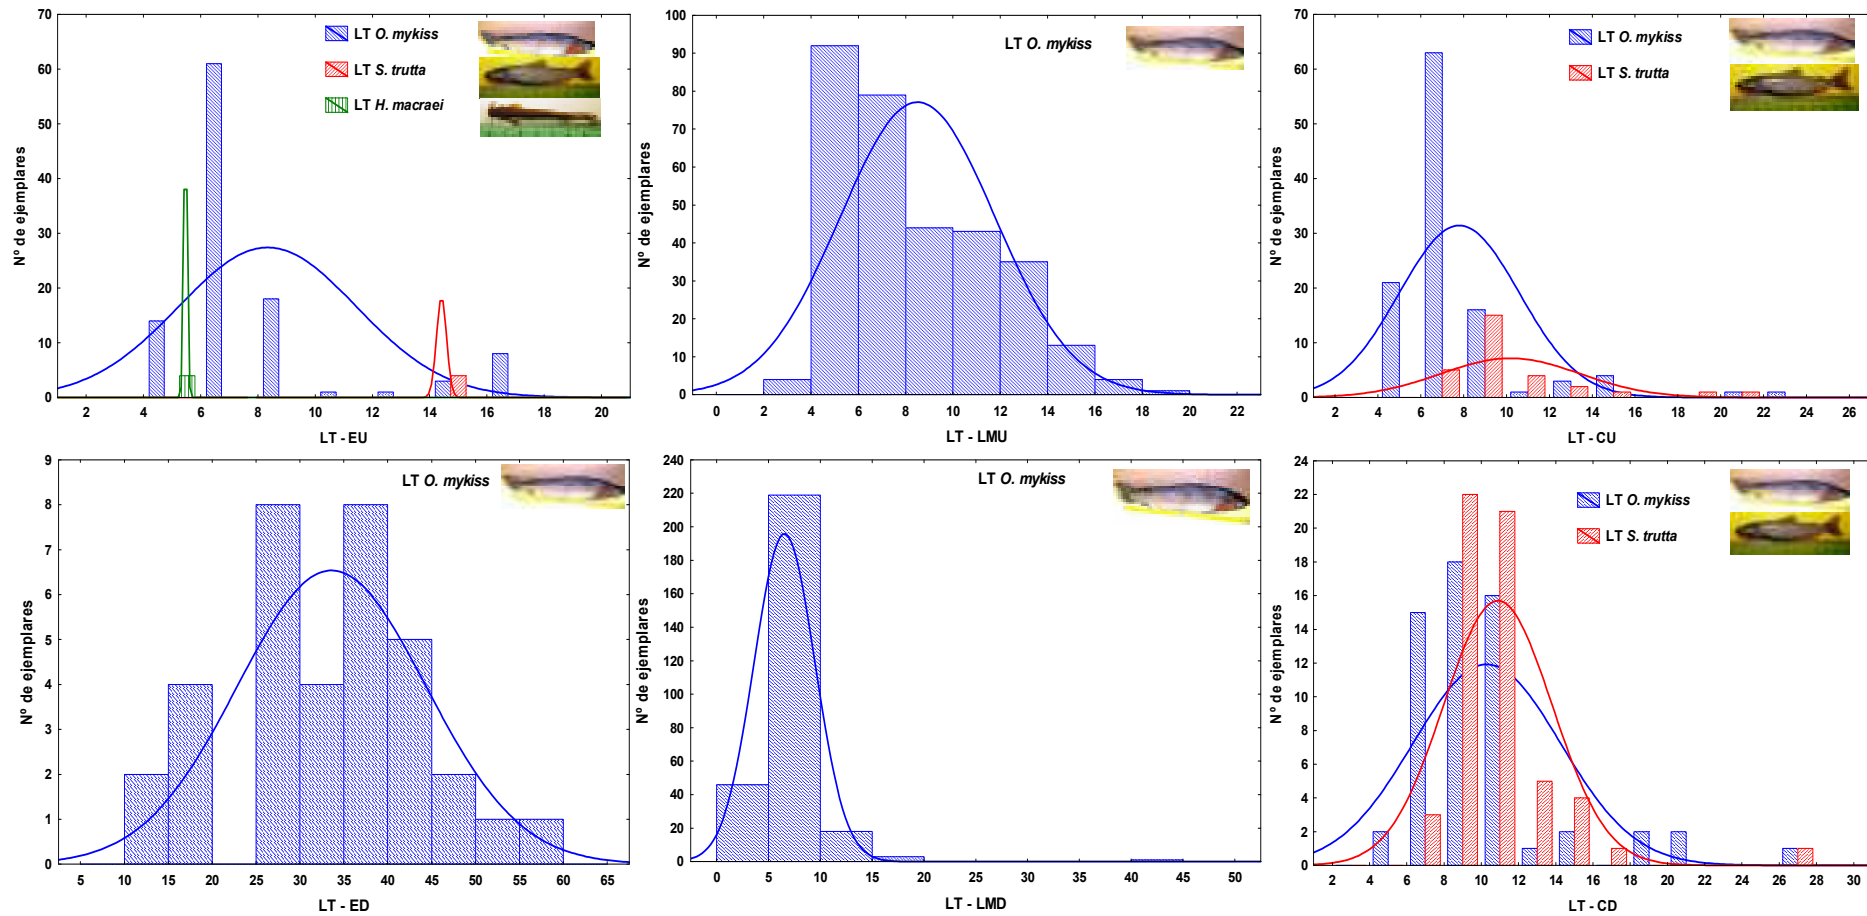 70
60
50
40
30
20
10
0
Nº de ejemplares
LT O. mykiss
LT S. trutta
LT H. macraei
2 4 6 8 10 12 14 16 18 20
LT - EU
100
90
80
70
60
50
40
30
20
10
0
Nº de ejemplares
LT O. mykiss
0 2 4 6 8 10 12 14 16 18 20 22
LT - LMU
70
60
50
40
30
20
10
0
Nº de ejemplares
LT O. mykiss
LT S. trutta
2 4 6 8 10 12 14 16 18 20 22 24 26
LT - CU
9
8
7
6
5
4
3
2
1
0
Nº de ejemplares
LT O. mykiss
5 10 15 20 25 30 35 40 45 50 55 60 65
LT - ED
240
220
200
180
160
140
120
100
80
60
40
20
0
Nº de ejemplares
LT O. mykiss
0 5 10 15 20 25 30 35 40 45 50
LT - LMD
24
22
20
18
16
14
12
10
8
6
4
2
0
Nº de ejemplares
LT O. mykiss
LT S. trutta
2 4 6 8 10 12 14 16 18 20 22 24 26 28 30
LT - CD